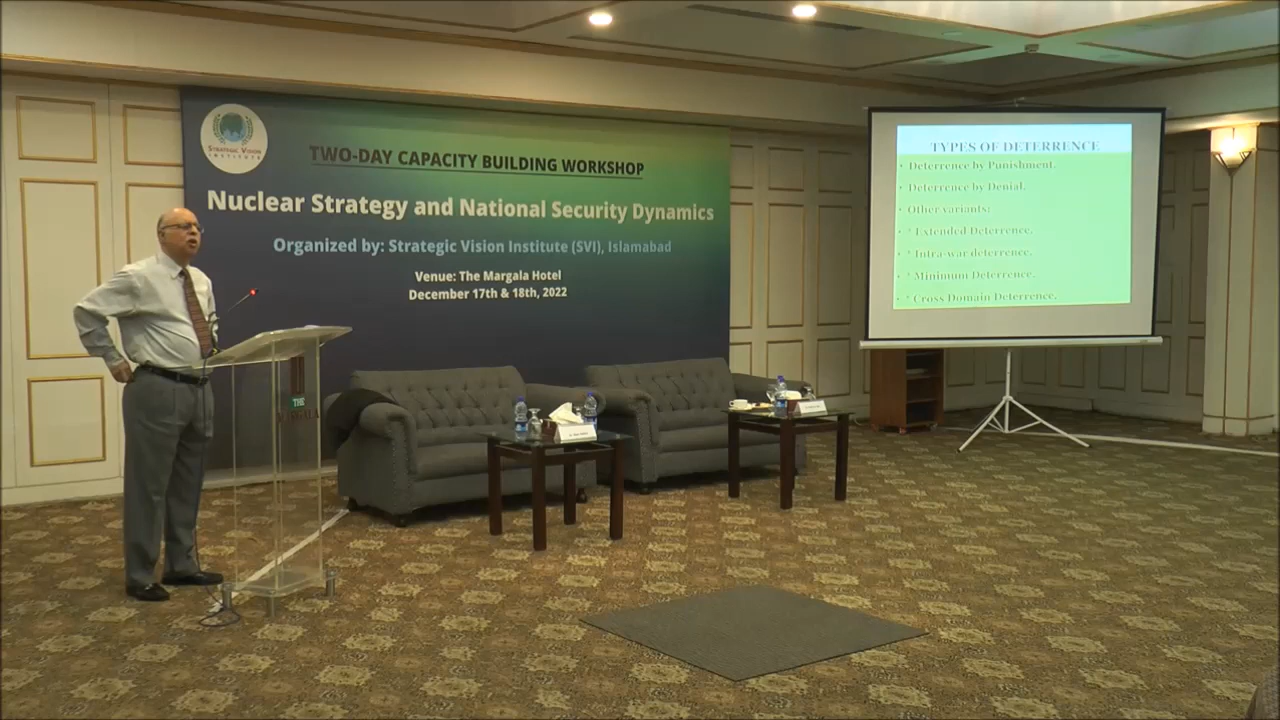 STRATEGIC VISION
INSTITUTE
TWO-DAY CAPACITY BUILDING WORKSHOP
Nuclear Strategy and National Security Dynamics
Organized by: Strategic Vision Institute (SVI), Islamabad
Venue: The Margala Hotel
December 17th & 18th, 2022
TYPES OF DETERRENCE
• Deterrence by Punishment.
• Deterrence by Denial.
• Other variants:
• * Extended Deterrence.
• * Intra-war deterrence.
• * Minimum Deterrence.
• * Cross Domain Deterrence.
THE